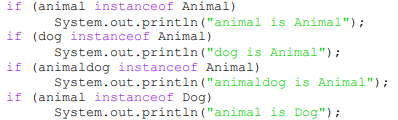 if (animal instanceof Animal)
      System.out.println("animal is Animal");
if (dog instanceof Animal)
      System.out.println("dog is Animal");
if (animaldog instanceof Animal)
      System.out.println("animaldog is Animal");
if (animal instanceof Dog)
      System.out.println("animal is Dog");